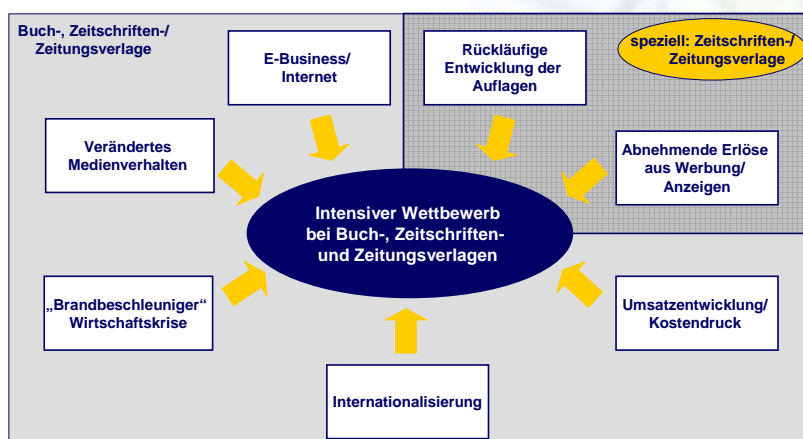 Buch-, Zeitschriften-/
Zeitungsverlage
E-Business/
Internet
Rückläufige
Entwicklung der
Auflagen
speziell: Zeitschriften-/
Zeitungsverlage
Verändertes
Medienverhalten
Abnehmende Erlöse
aus Werbung/
Anzeigen
Intensiver Wettbewerb
bei Buch-, Zeitschriften-
und Zeitungsverlagen
„Brandbeschleuniger“
Wirtschaftskrise
Umsatzentwicklung/
Kostendruck
Internationalisierung